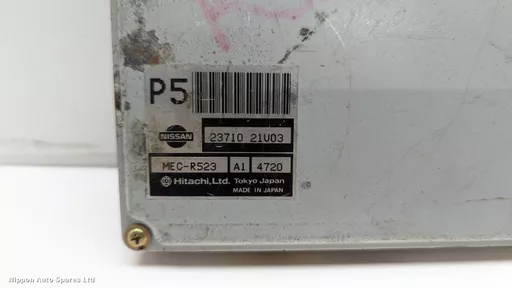 P5
NISSAN
23710 21U03
MEC-R523 A1 4720
Hitachi, Ltd. Tokyo Japan
MADE IN JAPAN
Nippon Auto Spares Ltd